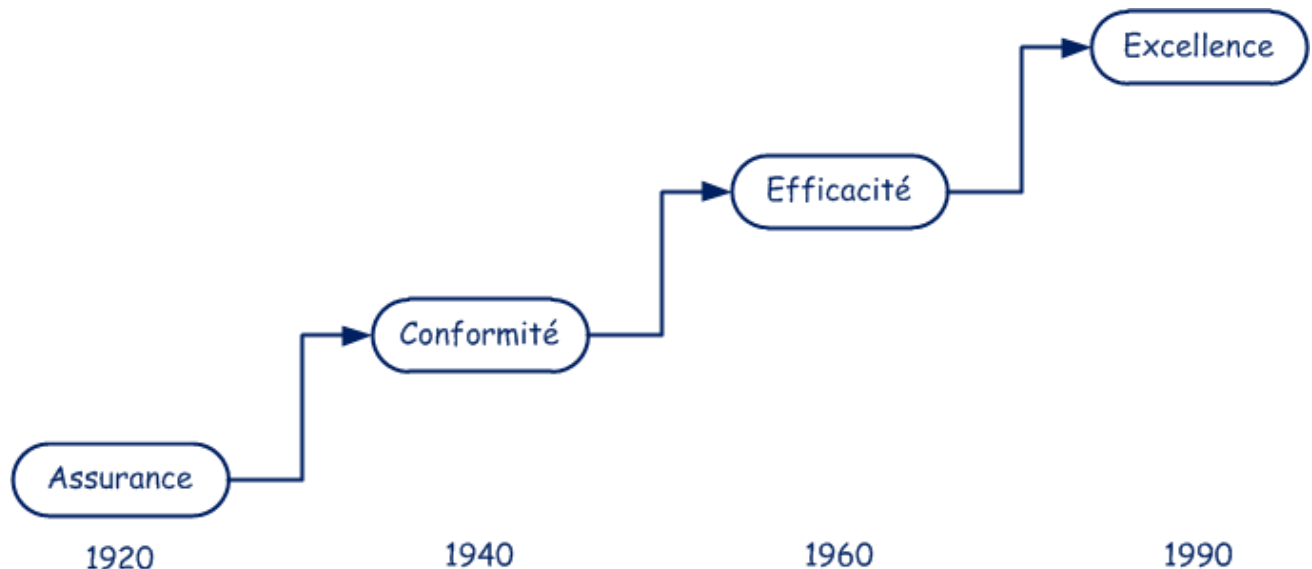 Excellence
Efficacité
Conformité
Assurance
1920 1940 1960 1990